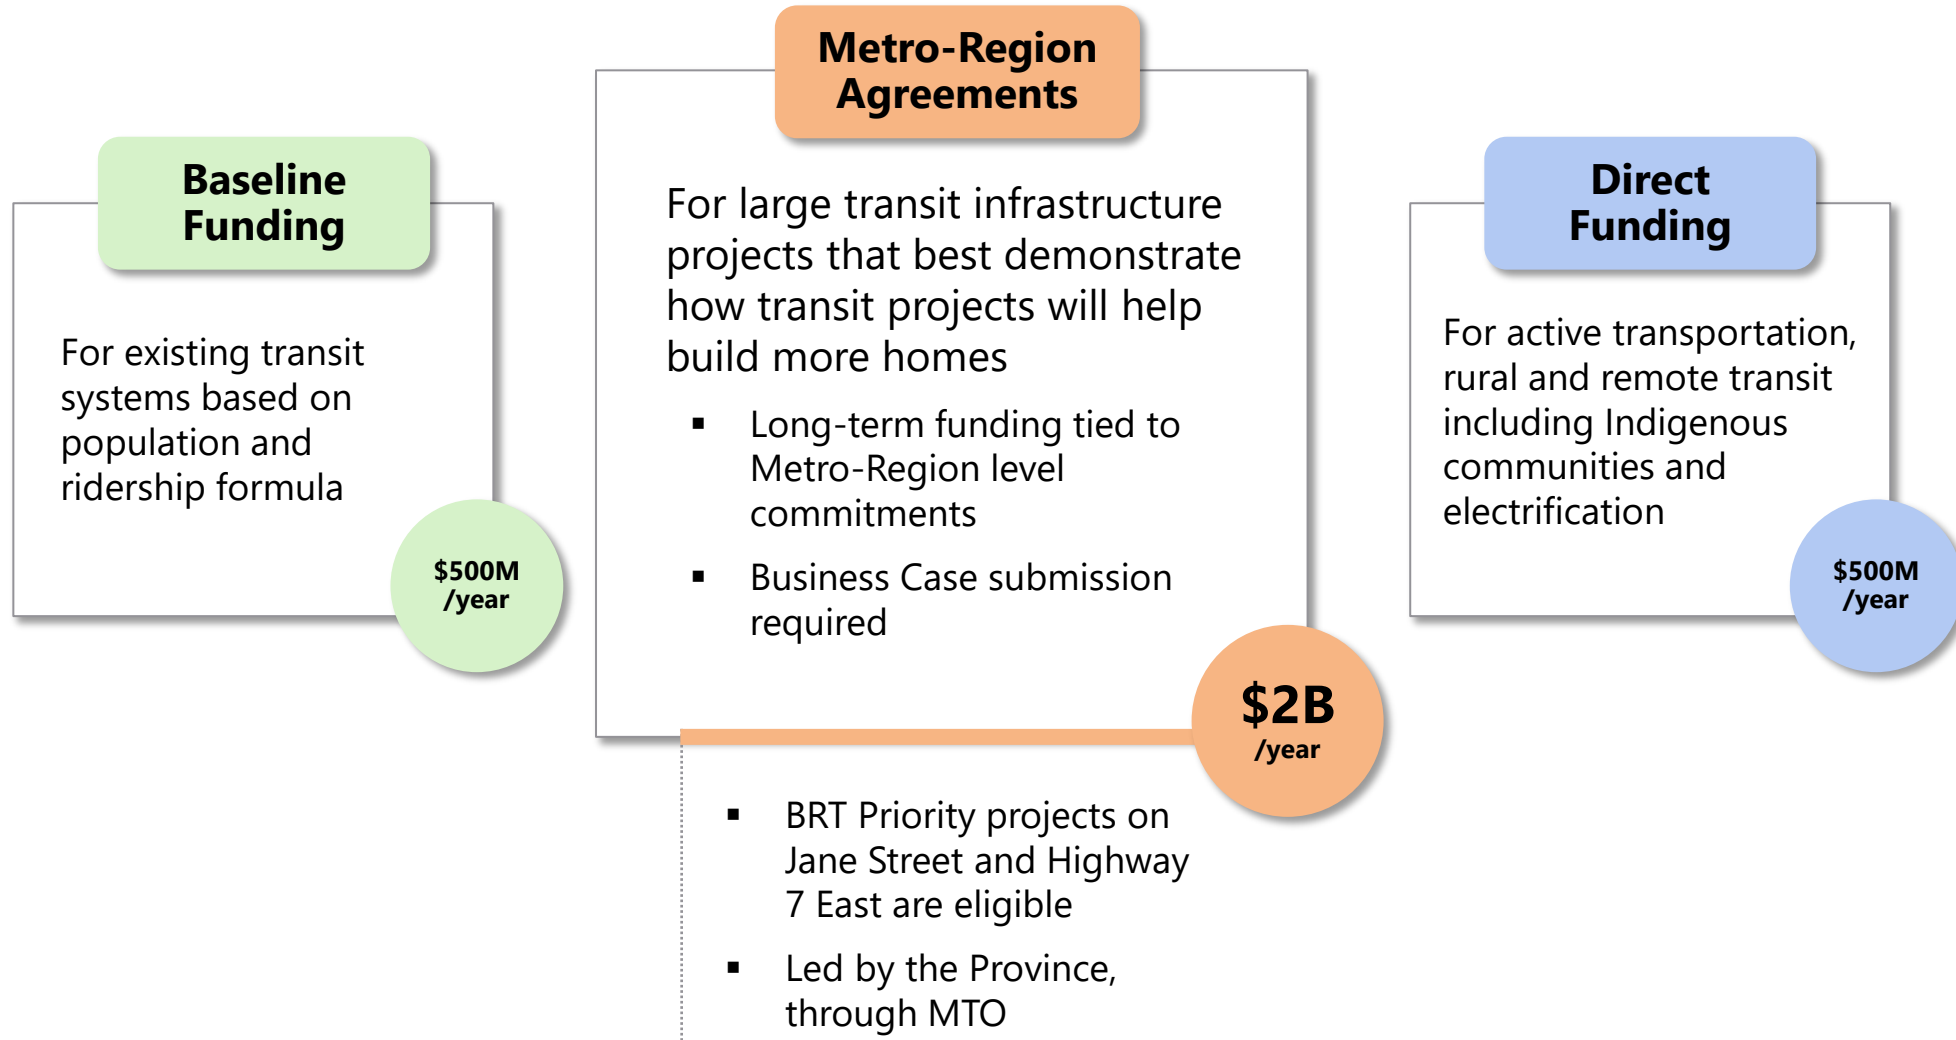 Baseline
Funding
For existing transit
systems based on
population and
ridership formula
$500M
/year
Metro-Region
Agreements
For large transit infrastructure
projects that best demonstrate
how transit projects will help
build more homes
▪ Long-term funding tied to
Metro-Region level
commitments
▪ Business Case submission
required
$2B
/year
▪ BRT Priority projects on
Jane Street and Highway
7 East are eligible
▪ Led by the Province,
through MTO
Direct
Funding
For active transportation,
rural and remote transit
including Indigenous
communities and
electrification
$500M
/year